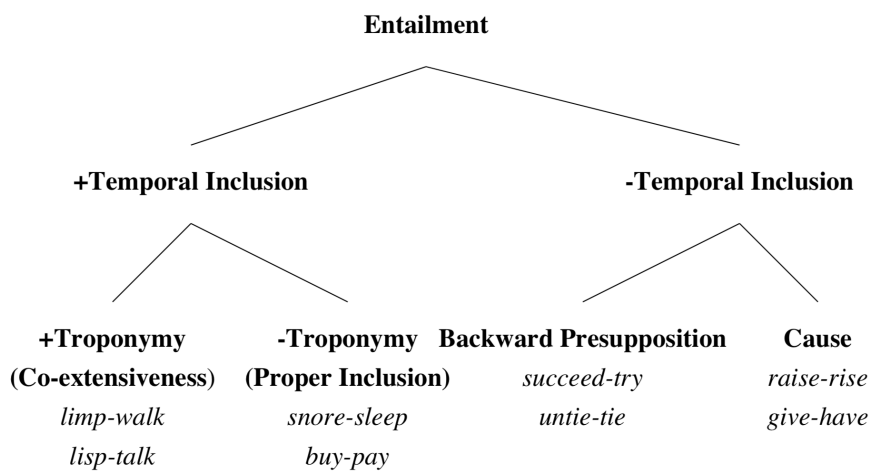 Entailment
+Temporal Inclusion -Temporal Inclusion
+Troponymy -Troponymy Backward Presupposition Cause
(Co-extensiveness) (Proper Inclusion) succeed-try raise-rise
limp-walk snore-sleep untie-tie give-have
lisp-talk buy-pay